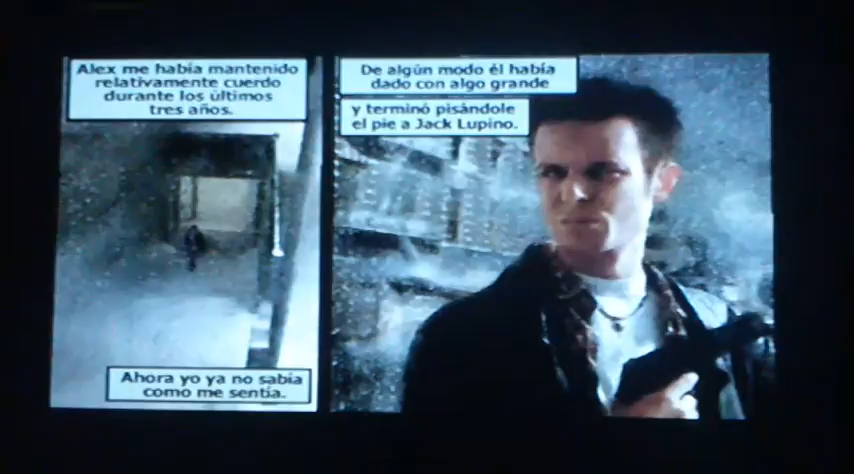 Alex me había mantenido
relativamente cuerdo
durante los últimos
tres años.
Ahora yo ya no sabía
como me sentía.
De algún modo él había
dado con algo grande
y terminó pisándole
el pie a Jack Lupino.